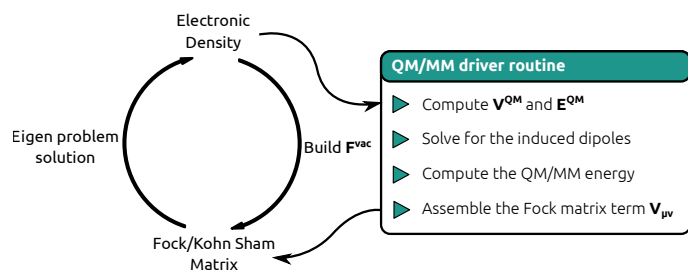 Electronic
Density
QM/MM driver routine
Compute V^QM and E^QM
Eigen problem
solution
Build F^vac
Solve for the induced dipoles
Compute the QM/MM energy
Assemble the Fock matrix term V_μν
Fock/Kohn Sham
Matrix